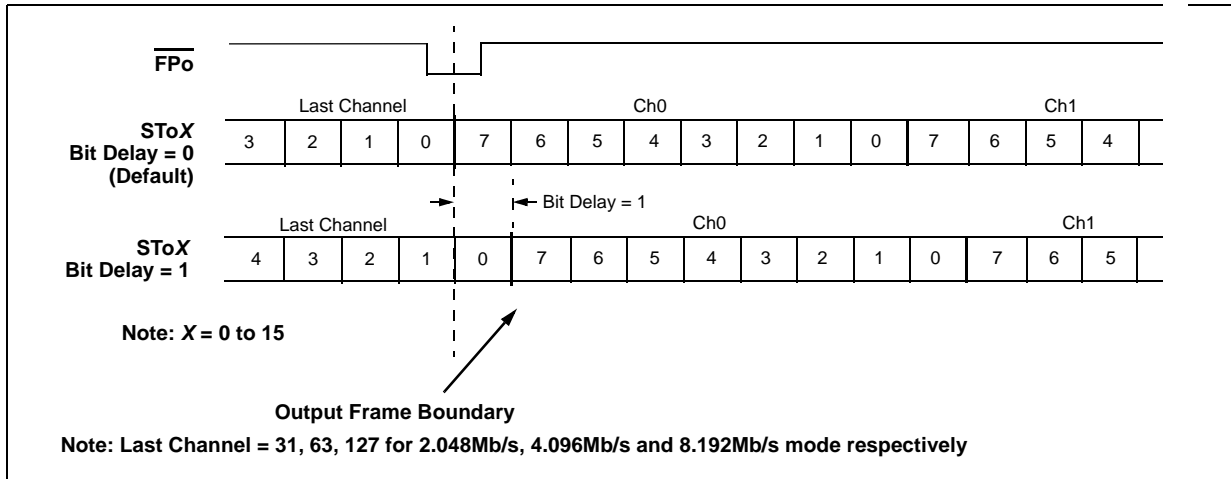 FPo
Last Channel Ch0 Ch1
SToX
Bit Delay = 0
(Default)
3 2 1 0 7 6 5 4 3 2 1 0 7 6 5 4
Bit Delay = 1
Last Channel Ch0 Ch1
SToX
Bit Delay = 1
4 3 2 1 0 7 6 5 4 3 2 1 0 7 6 5
Note: X = 0 to 15
Output Frame Boundary
Note: Last Channel = 31, 63, 127 for 2.048Mb/s, 4.096Mb/s and 8.192Mb/s mode respectively